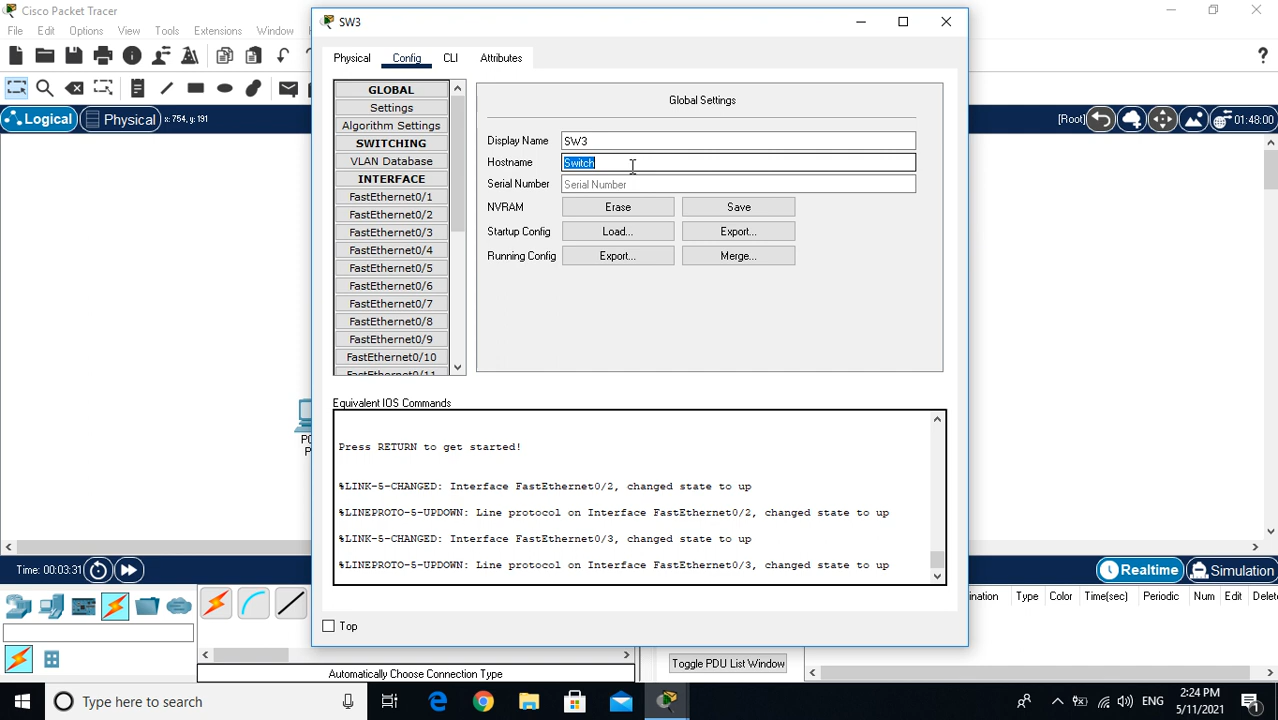 Cisco Packet Tracer
File Edit Options View Tools Extensions Window
Logical Physical x: 754, y: 191
[Root] 01:48:00
SW3
Physical Config CLI Attributes
GLOBAL
Settings
Algorithm Settings
SWITCHING
VLAN Database
INTERFACE
FastEthernet0/1
FastEthernet0/2
FastEthernet0/3
FastEthernet0/4
FastEthernet0/5
FastEthernet0/6
FastEthernet0/7
FastEthernet0/8
FastEthernet0/9
FastEthernet0/10
FastEthernet0/11
Global Settings
Display Name SW3
Hostname Switch
Serial Number Serial Number
NVRAM Erase Save
Startup Config Load... Export...
Running Config Export... Merge...
Equivalent IOS Commands
Press RETURN to get started!
%LINK-5-CHANGED: Interface FastEthernet0/2, changed state to up
%LINEPROTO-5-UPDOWN: Line protocol on Interface FastEthernet0/2, changed state to up
%LINK-5-CHANGED: Interface FastEthernet0/3, changed state to up
%LINEPROTO-5-UPDOWN: Line protocol on Interface FastEthernet0/3, changed state to up
Top
Time: 00:03:31
Realtime Simulation
Type Color Time(sec) Periodic Num Edit
Automatically Choose Connection Type
Toggle PDU List Window
Type here to search
ENG
2:24 PM
5/11/2021